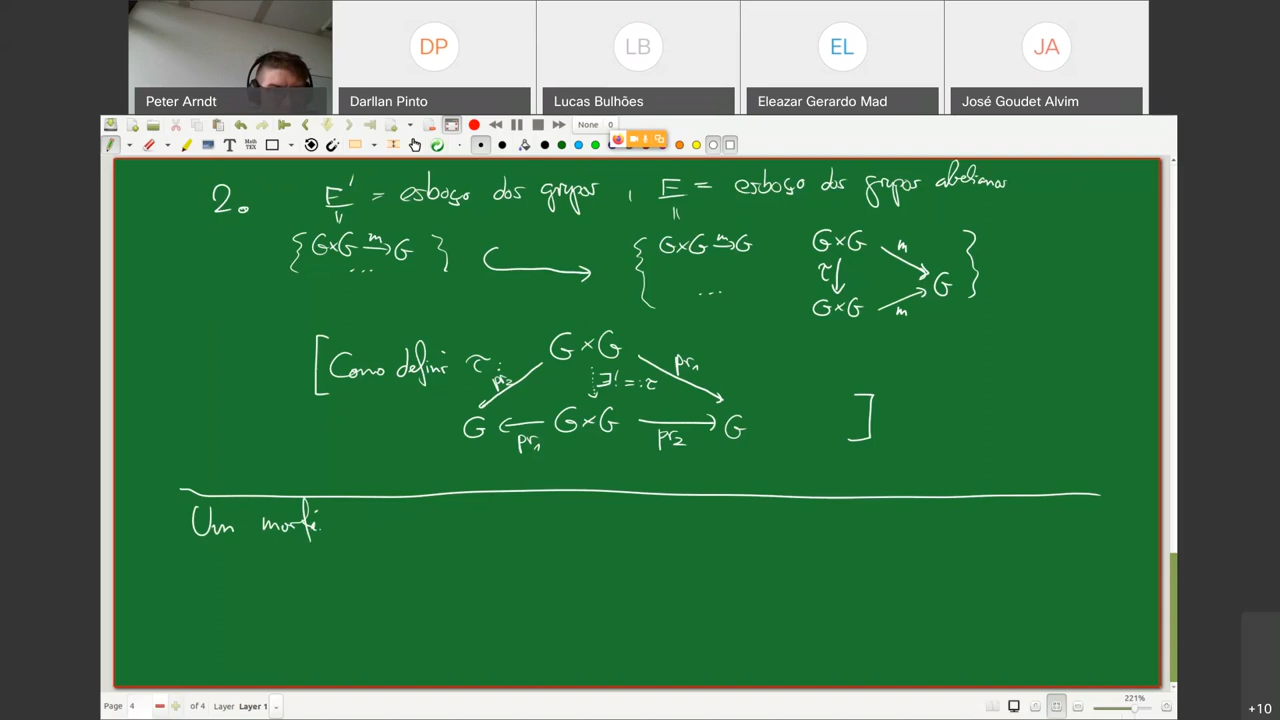 DP
LB
EL
JA
Peter Arndt
Darllan Pinto
Lucas Bulhões
Eleazar Gerardo Mad
José Goudet Alvim
None 0
T Math TEX
2. E' = esboço dos grupos , E = esboço dos grupos abelianos
{ G×G m→ G ... }
{ G×G m→ G ...
G×G m
τ↓ G }
G×G m
[Como definir τ:
G×G
pr₂ ∃! =:τ pr₁
G ← G×G → G ]
pr₁ pr₂
Um morfi
Page 4 of 4 Layer Layer 1
221%
+10